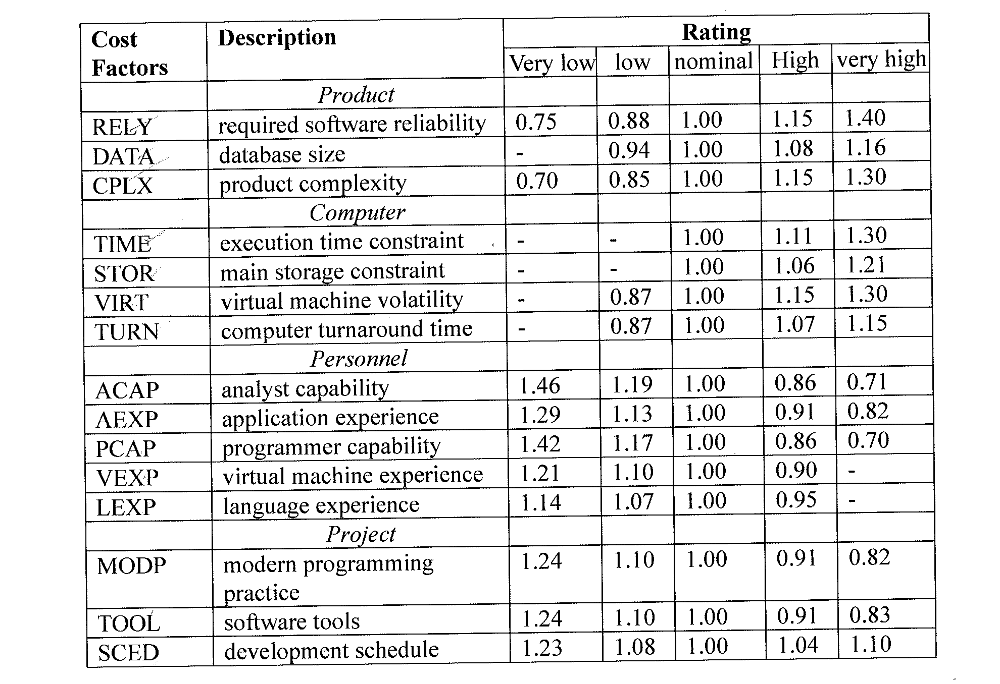 Cost Factors Description Rating
Very low low nominal High very high
Product
RELY required software reliability 0.75 0.88 1.00 1.15 1.40
DATA database size - 0.94 1.00 1.08 1.16
CPLX product complexity 0.70 0.85 1.00 1.15 1.30
Computer
TIME execution time constraint - - 1.00 1.11 1.30
STOR main storage constraint - - 1.00 1.06 1.21
VIRT virtual machine volatility - 0.87 1.00 1.15 1.30
TURN computer turnaround time - 0.87 1.00 1.07 1.15
Personnel
ACAP analyst capability 1.46 1.19 1.00 0.86 0.71
AEXP application experience 1.29 1.13 1.00 0.91 0.82
PCAP programmer capability 1.42 1.17 1.00 0.86 0.70
VEXP virtual machine experience 1.21 1.10 1.00 0.90 -
LEXP language experience 1.14 1.07 1.00 0.95 -
Project
MODP modern programming 1.24 1.10 1.00 0.91 0.82
practice
TOOL software tools 1.24 1.10 1.00 0.91 0.83
SCED development schedule 1.23 1.08 1.00 1.04 1.10